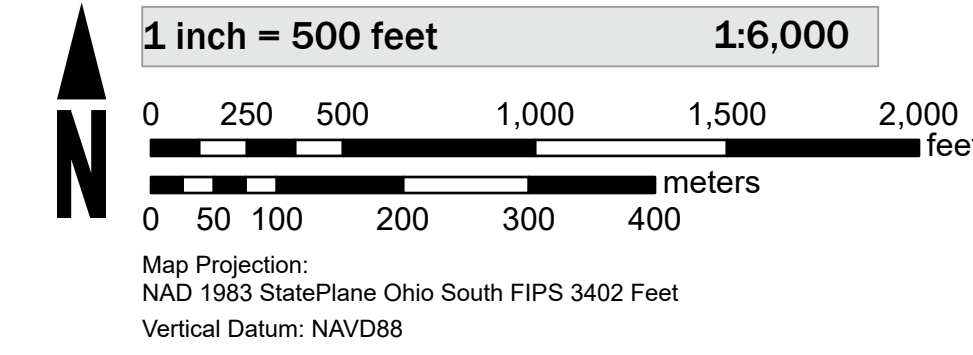 1 inch = 500 feet 1:6,000
0 250 500 1,000 1,500 2,000
feet
meters
0 50 100 200 300 400
N
Map Projection:
NAD 1983 StatePlane Ohio South FIPS 3402 Feet
Vertical Datum: NAVD88